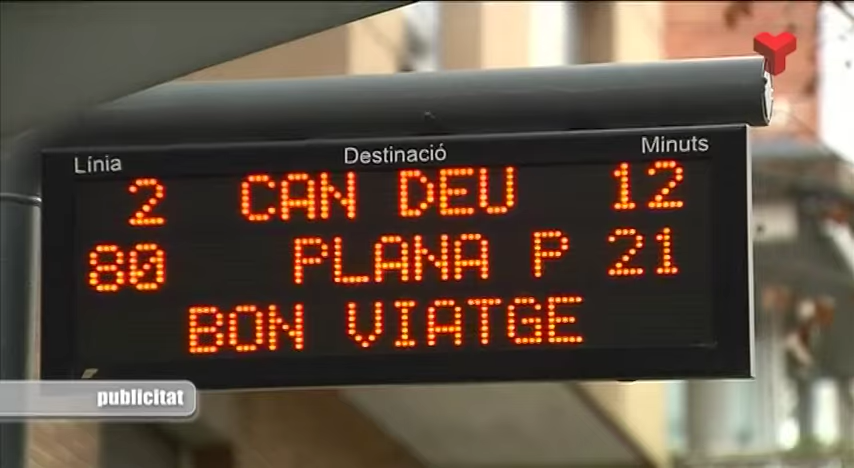 Línia Destinació Minuts
2 CAN DEU 12
80 PLANA P 21
BON VIATGE
publicitat